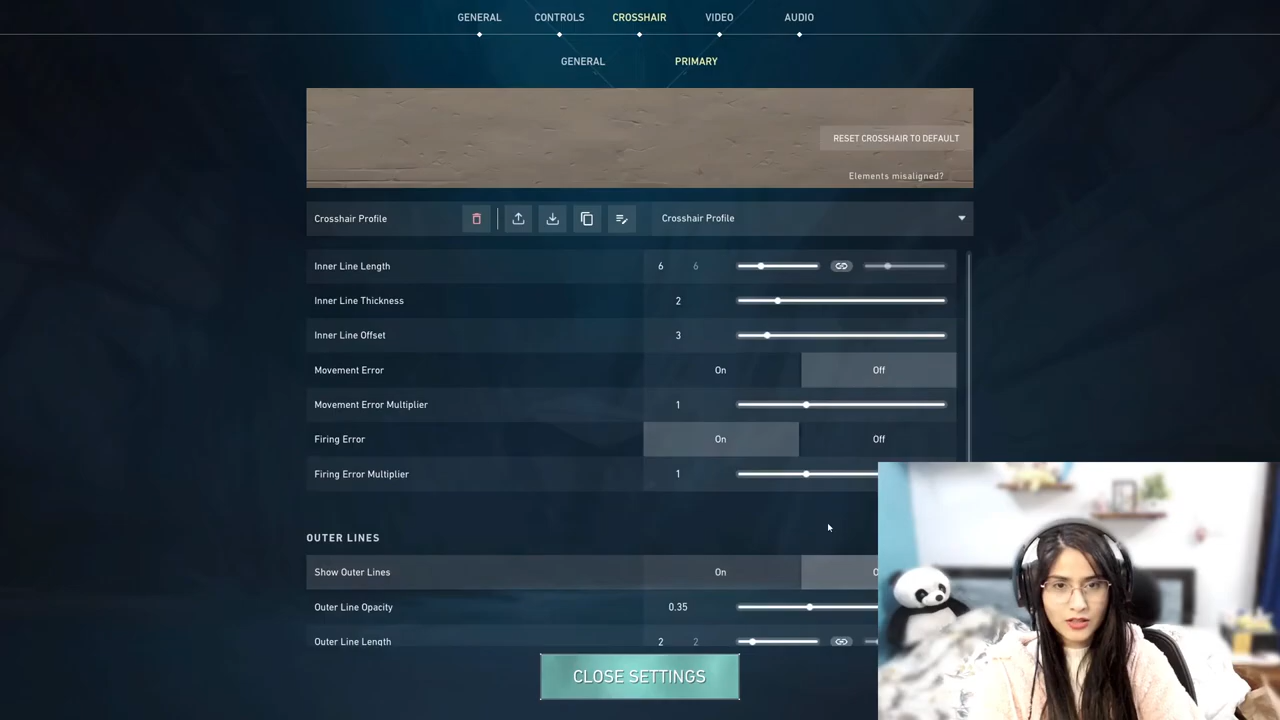 GENERAL CONTROLS CROSSHAIR VIDEO AUDIO
GENERAL PRIMARY
RESET CROSSHAIR TO DEFAULT
Elements misaligned?
Crosshair Profile Crosshair Profile
Inner Line Length 6 6
Inner Line Thickness 2
Inner Line Offset 3
Movement Error On Off
Movement Error Multiplier 1
Firing Error On Off
Firing Error Multiplier 1
OUTER LINES
Show Outer Lines On
Outer Line Opacity 0.35
Outer Line Length 2 2
CLOSE SETTINGS